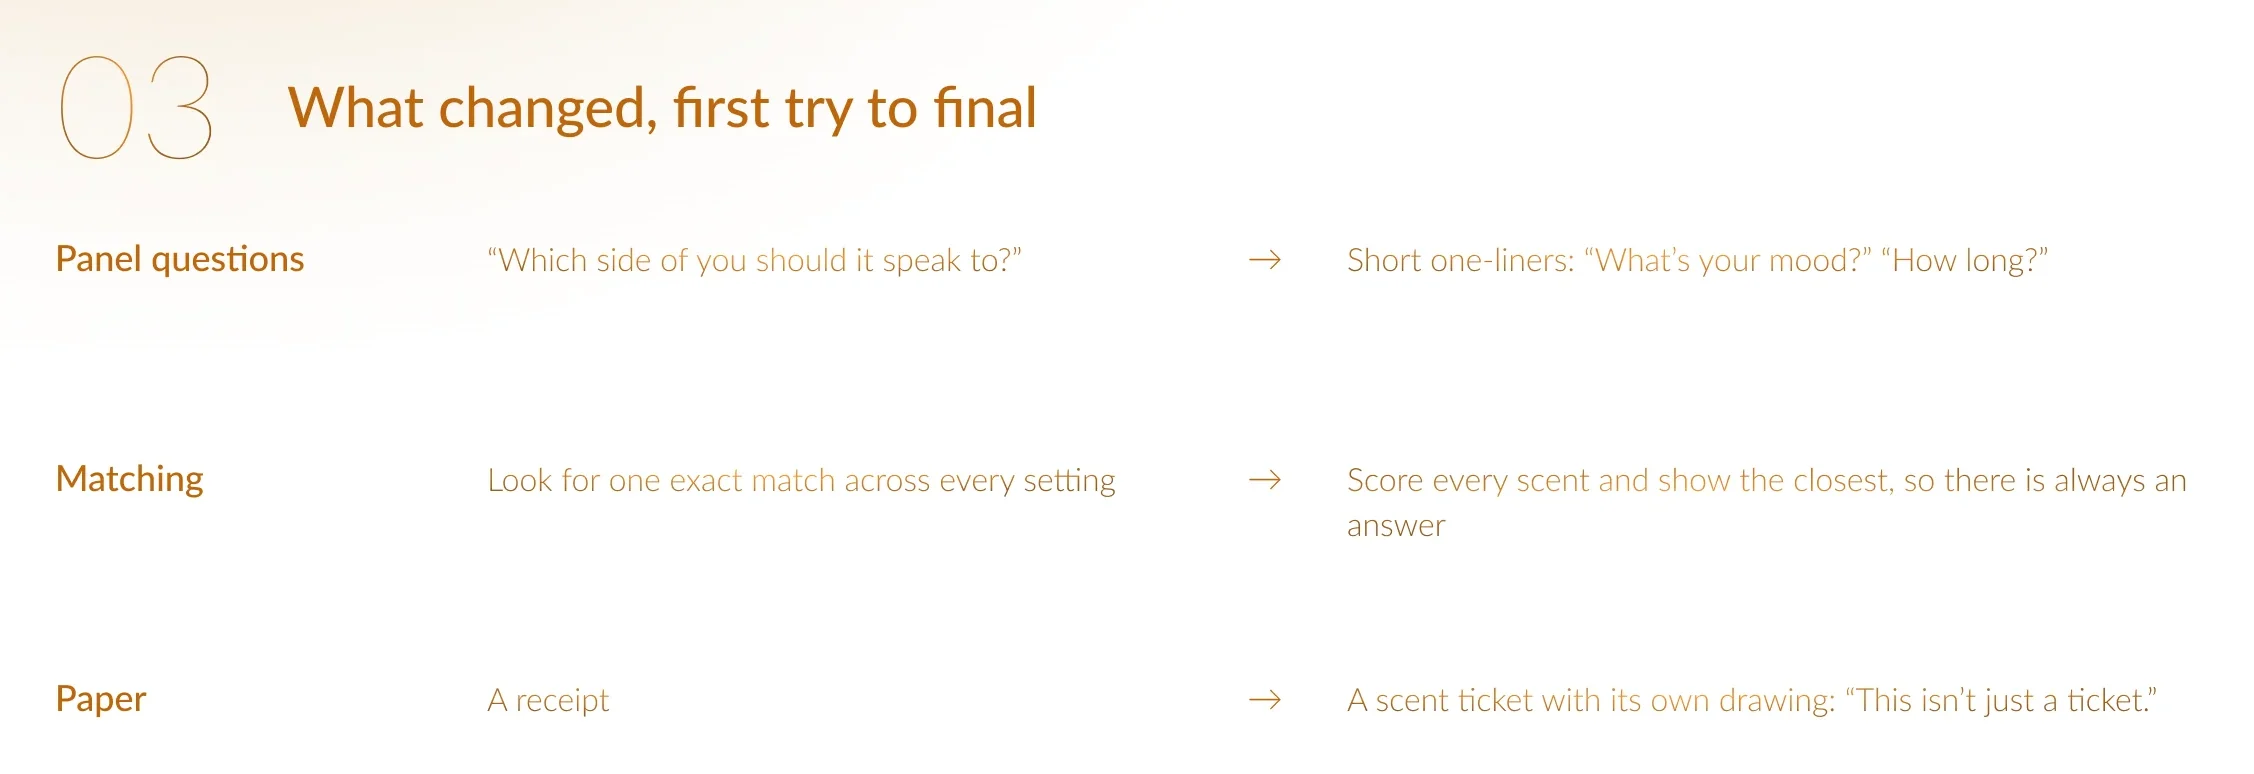 03
What changed, first try to final
Panel questions
“Which side of you should it speak to?”
→
Short one-liners: “What’s your mood?” “How long?”
Matching
Look for one exact match across every setting
→
Score every scent and show the closest, so there is always an
answer
Paper
A receipt
→
A scent ticket with its own drawing: “This isn’t just a ticket.”